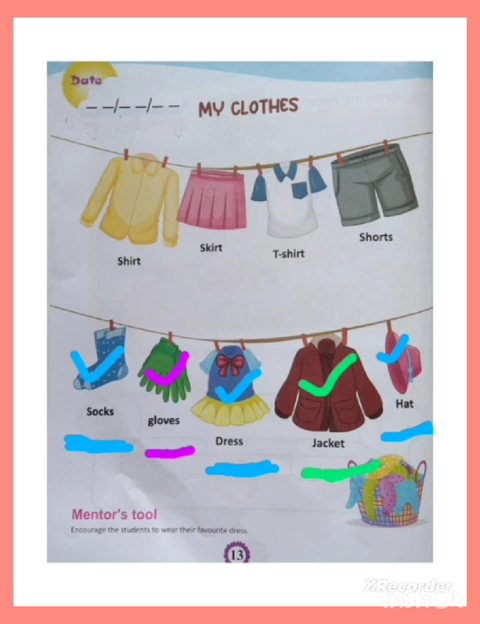 Date
– –/– –/– –
MY CLOTHES
Shirt
Skirt
T-shirt
Shorts
Socks
gloves
Dress
Jacket
Hat
Mentor's tool
Encourage the students to wear their favourite dress.
13
XRecorder
InShOt